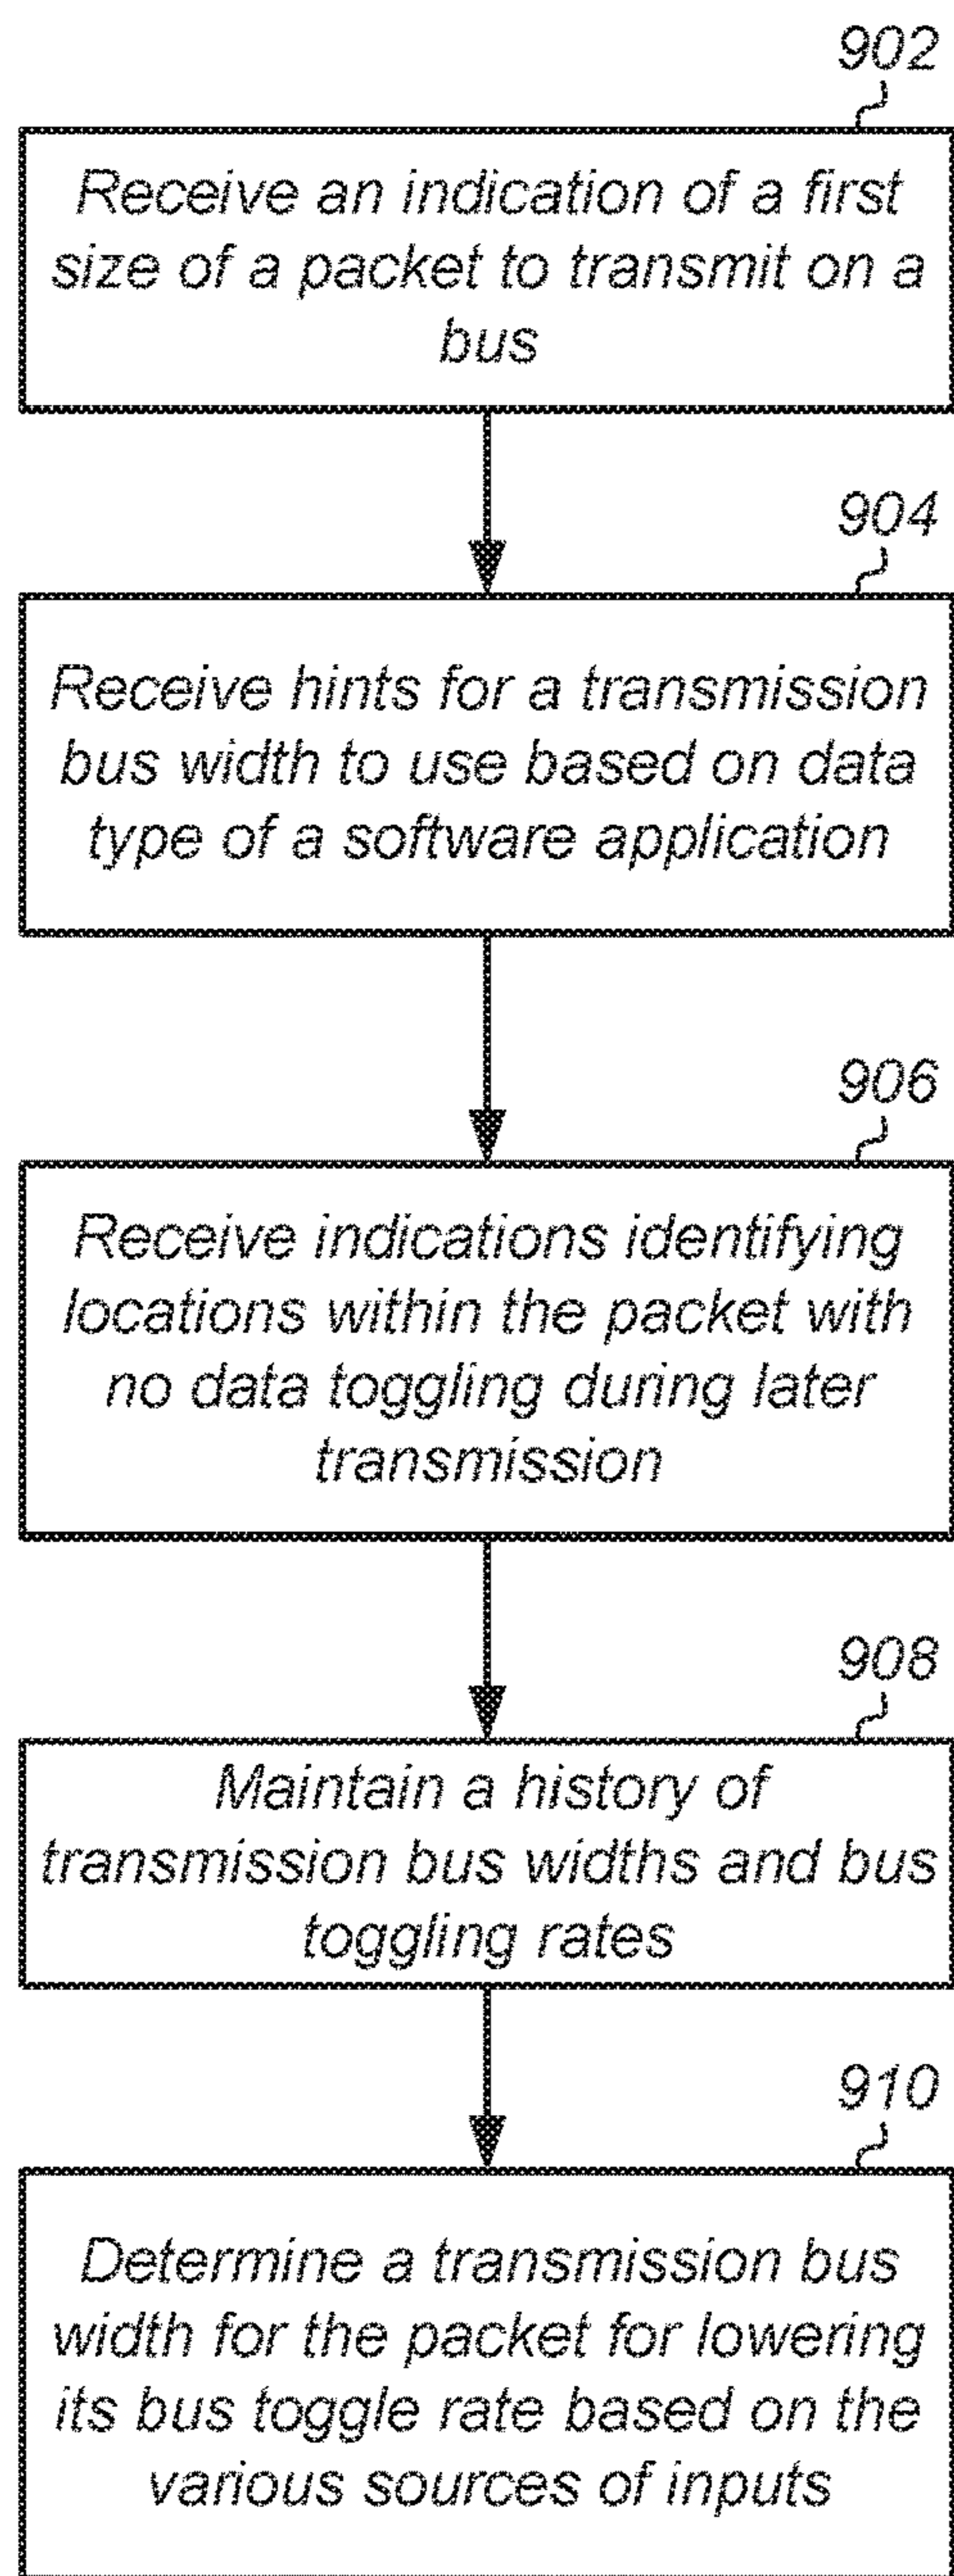 902
Receive an indication of a first
size of a packet to transmit on a
bus
904
Receive hints for a transmission
bus width to use based on data
type of a software application
906
Receive indications identifying
locations within the packet with
no data toggling during later
transmission
908
Maintain a history of
transmission bus widths and bus
toggling rates
910
Determine a transmission bus
width for the packet for lowering
its bus toggle rate based on the
various sources of inputs